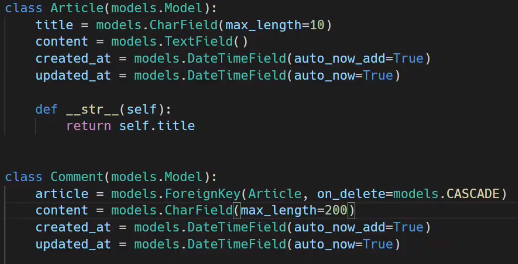 class Article(models.Model):
    title = models.CharField(max_length=10)
    content = models.TextField()
    created_at = models.DateTimeField(auto_now_add=True)
    updated_at = models.DateTimeField(auto_now=True)

    def __str__(self):
        return self.title


class Comment(models.Model):
    article = models.ForeignKey(Article, on_delete=models.CASCADE)
    content = models.CharField(max_length=200)
    created_at = models.DateTimeField(auto_now_add=True)
    updated_at = models.DateTimeField(auto_now=True)